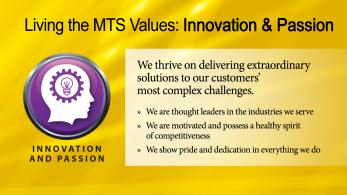 Living the MTS Values: Innovation & Passion
We thrive on delivering extraordinary
solutions to our customers'
most complex challenges.
» We are thought leaders in the industries we serve
» We are motivated and possess a healthy spirit
of competitiveness
» We show pride and dedication in everything we do
INNOVATION
AND PASSION